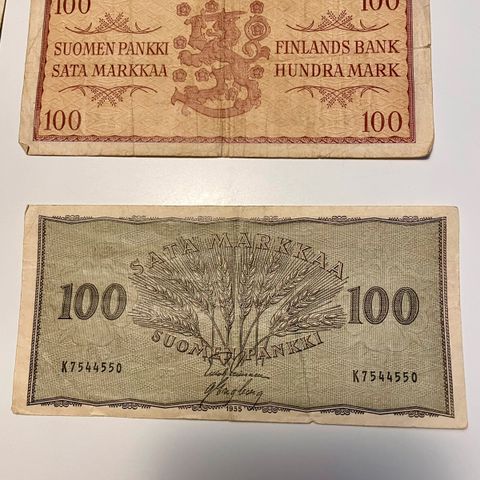 100 100
SUOMEN PANKKI FINLANDS BANK
SATA MARKKAA HUNDRA MARK
100 100
SATA MARKKAA
100 100
SUOMEN PANKKI
K7544550 K7544550
1955